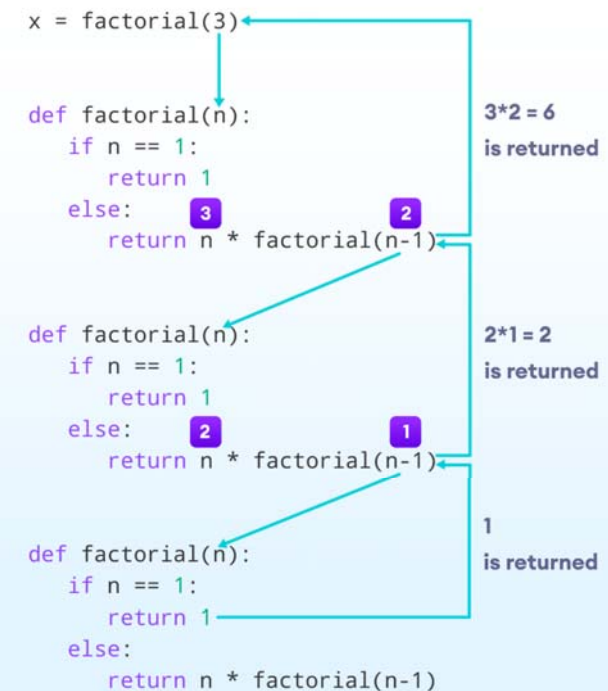 x = factorial(3)
def factorial(n):
if n == 1:
return 1
else:
3
2
return n * factorial(n-1)
3*2 = 6
is returned
def factorial(n):
if n == 1:
return 1
else:
2
1
return n * factorial(n-1)
2*1 = 2
is returned
def factorial(n):
if n == 1:
return 1
else:
return n * factorial(n-1)
1
is returned